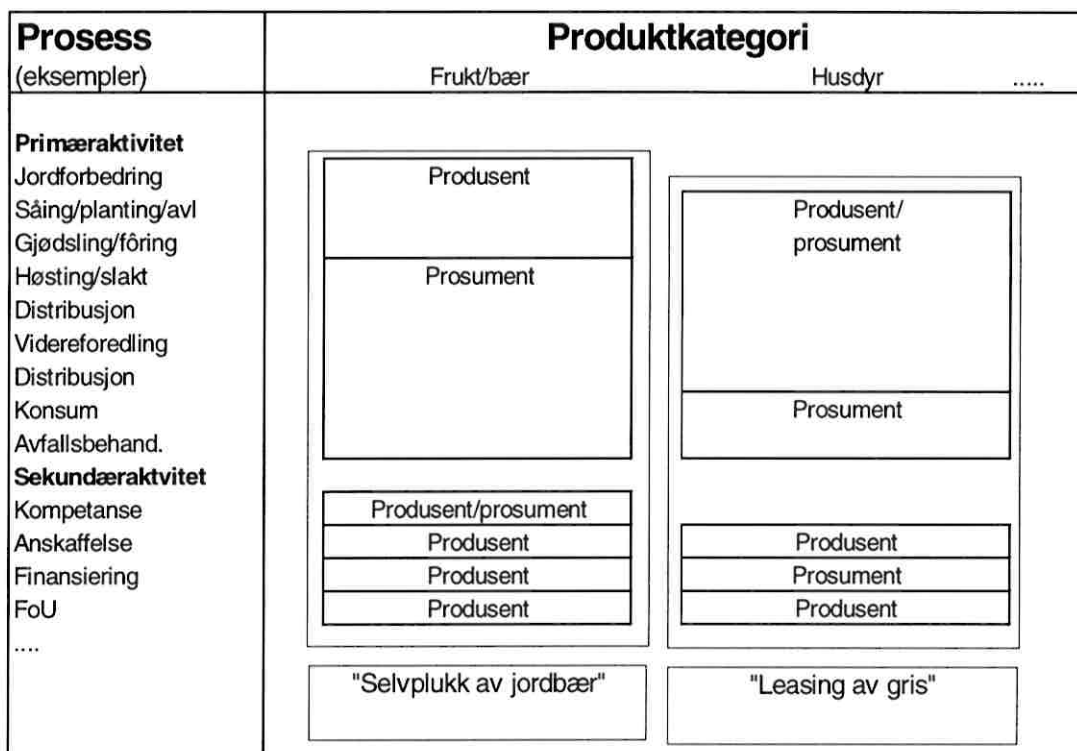 Prosess Produktkategori
(eksempler) Frukt/bær Husdyr .....
Primæraktivitet
Jordforbedring Produsent
Såing/planting/avl Produsent/
Gjødsling/fôring prosument
Høsting/slakt Prosument
Distribusjon
Videreforedling
Distribusjon
Konsum Prosument
Avfallsbehand.
Sekundæraktvitet
Kompetanse Produsent/prosument
Anskaffelse Produsent Produsent
Finansiering Produsent Prosument
FoU Produsent Produsent
....
"Selvplukk av jordbær" "Leasing av gris"